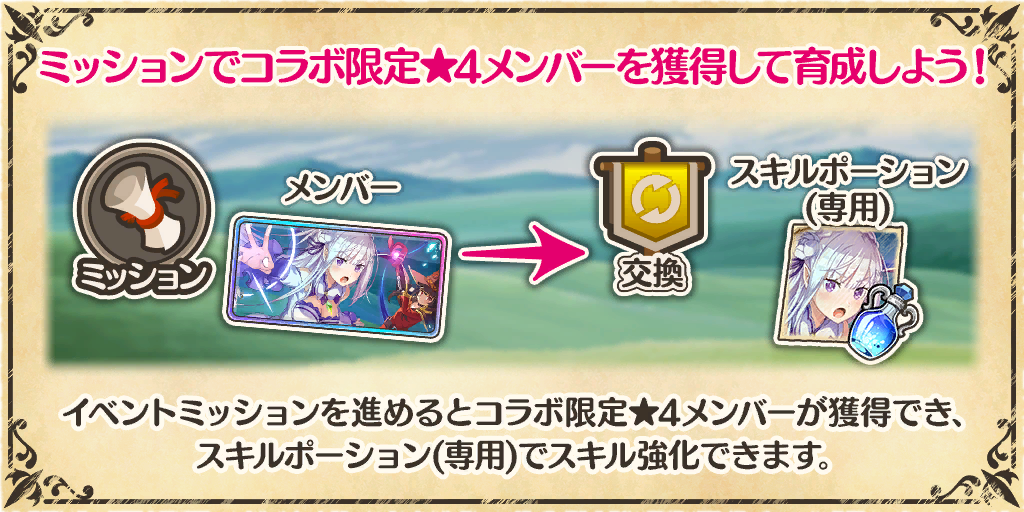 ミッションでコラボ限定★4メンバーを獲得して育成しよう！
ミッション
メンバー
交換
スキルポーション
(専用)
イベントミッションを進めるとコラボ限定★4メンバーが獲得でき、
スキルポーション(専用)でスキル強化できます。